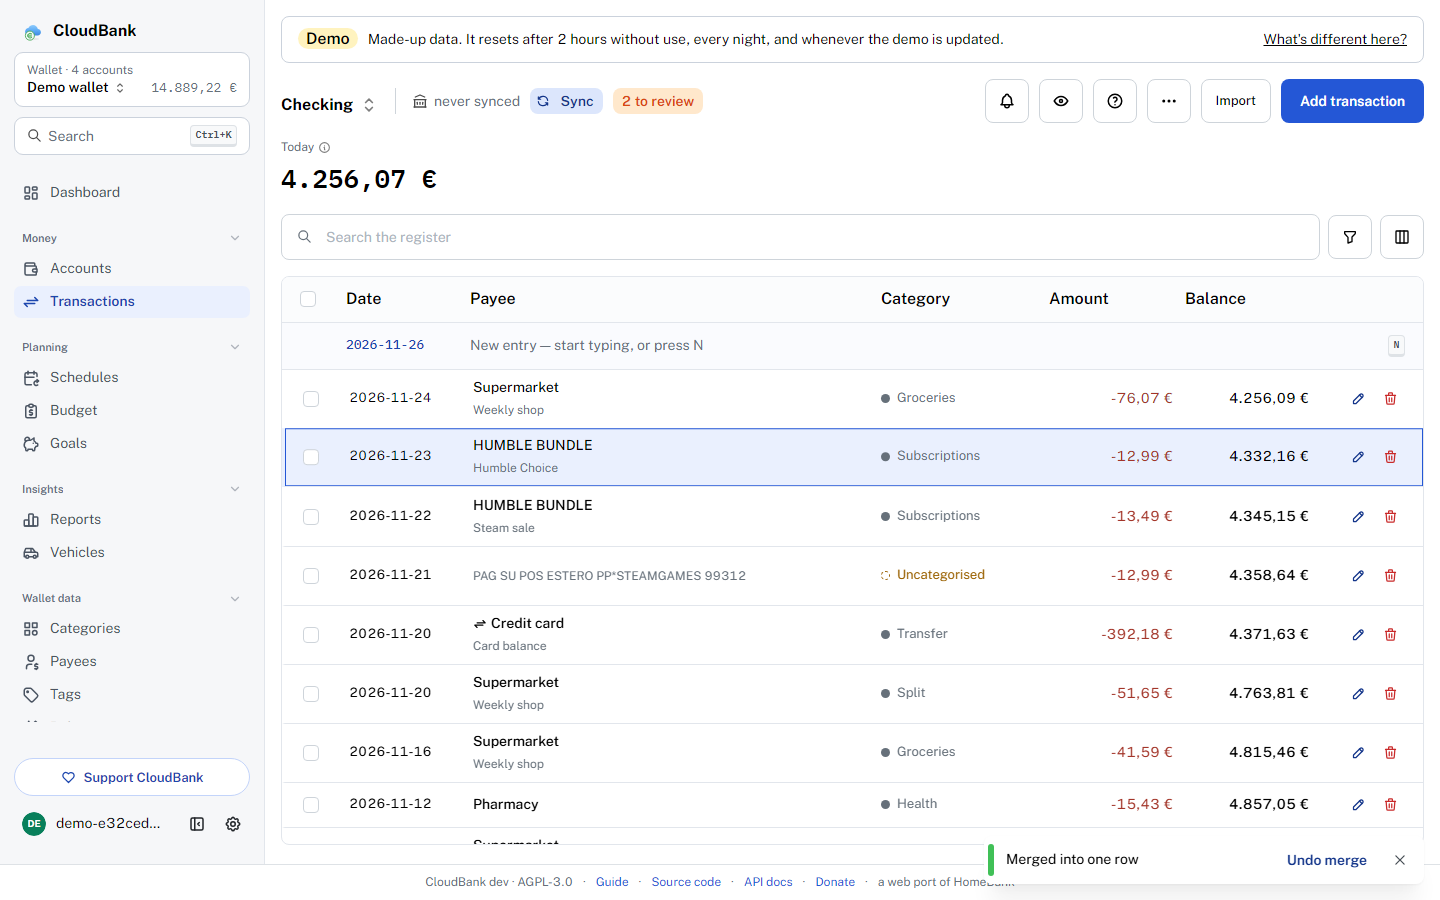 CloudBank
Wallet · 4 accounts
Demo wallet 14.889,22 €
Search Ctrl+K
Dashboard
Money
Accounts
Transactions
Planning
Schedules
Budget
Goals
Insights
Reports
Vehicles
Wallet data
Categories
Payees
Tags
Support CloudBank
DE demo-e32ced...
Demo Made-up data. It resets after 2 hours without use, every night, and whenever the demo is updated. What's different here?
Checking never synced Sync 2 to review Import Add transaction
Today
4.256,07 €
Search the register
Date Payee Category Amount Balance
2026-11-26 New entry — start typing, or press N N
2026-11-24 Supermarket Groceries -76,07 € 4.256,09 €
Weekly shop
2026-11-23 HUMBLE BUNDLE Subscriptions -12,99 € 4.332,16 €
Humble Choice
2026-11-22 HUMBLE BUNDLE Subscriptions -13,49 € 4.345,15 €
Steam sale
2026-11-21 PAG SU POS ESTERO PP*STEAMGAMES 99312 Uncategorised -12,99 € 4.358,64 €
2026-11-20 Credit card Transfer -392,18 € 4.371,63 €
Card balance
2026-11-20 Supermarket Split -51,65 € 4.763,81 €
Weekly shop
2026-11-16 Supermarket Groceries -41,59 € 4.815,46 €
Weekly shop
2026-11-12 Pharmacy Health -15,43 € 4.857,05 €
Supermarket
Merged into one row Undo merge
CloudBank dev · AGPL-3.0 · Guide · Source code · API docs · Donate · a web port of HomeBank